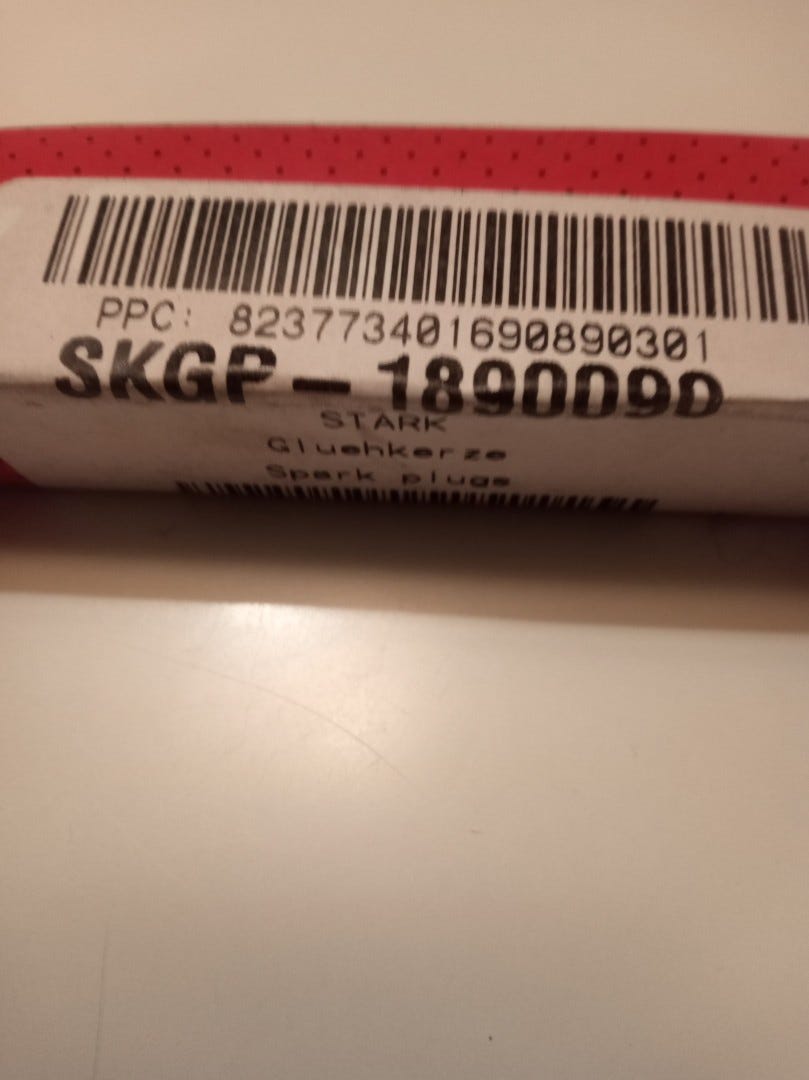 PPC: 8237734016908903​01
SKGP-1890090
STARK
Gluehkerze
Spark plugs